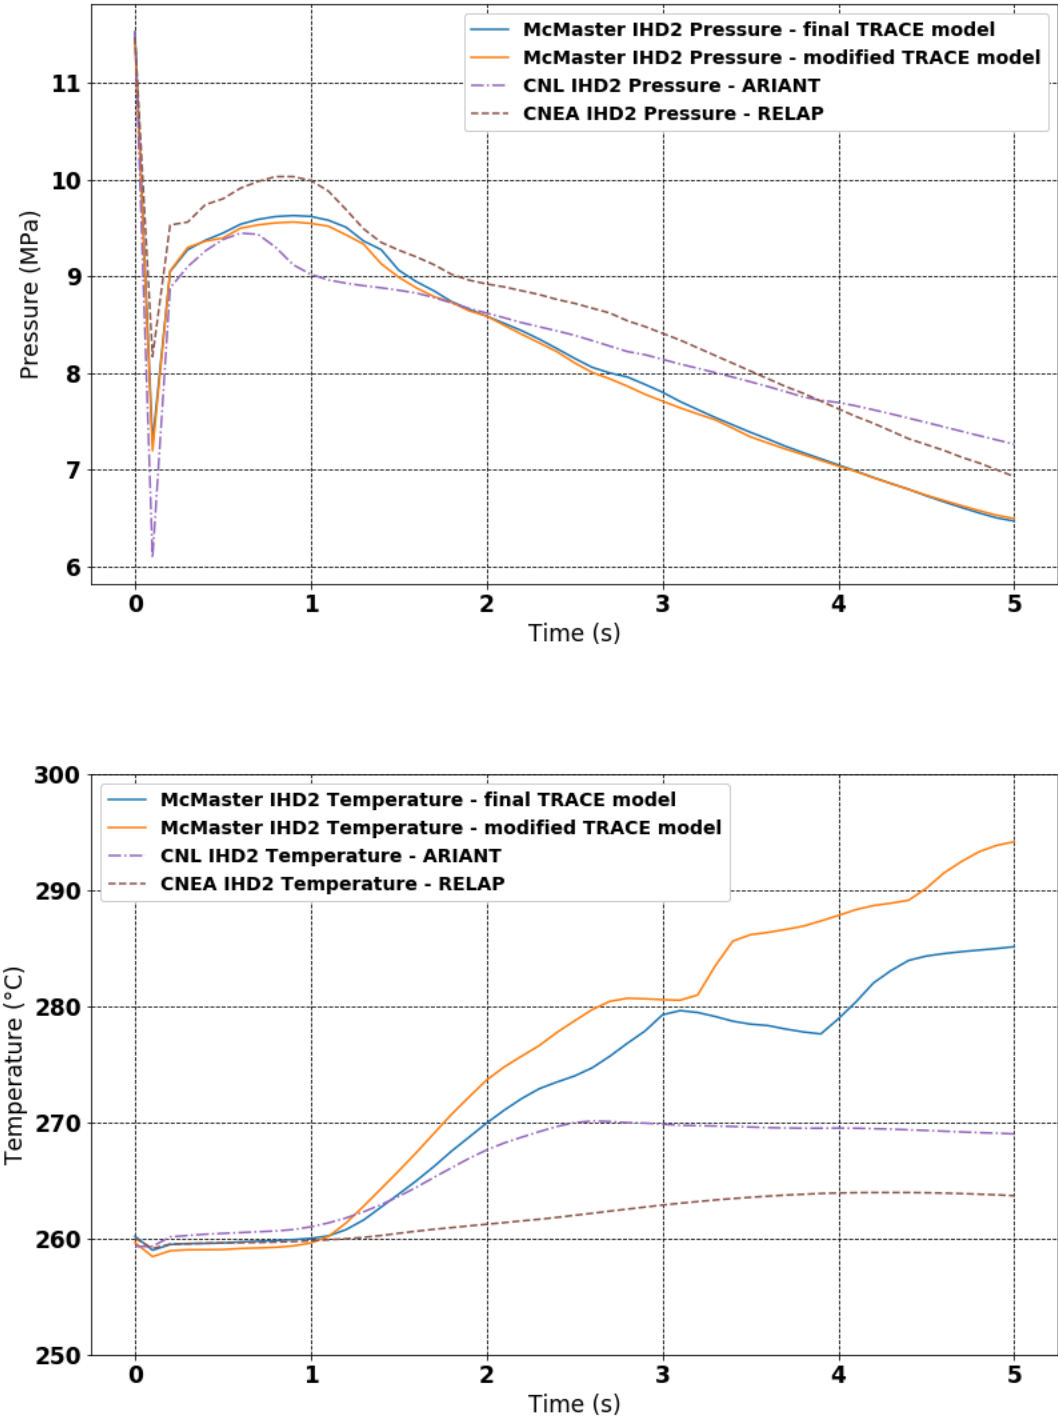 McMaster IHD2 Pressure - final TRACE model
McMaster IHD2 Pressure - modified TRACE model
CNL IHD2 Pressure - ARIANT
CNEA IHD2 Pressure - RELAP
Pressure (MPa)
11
10
9
8
7
6
0 1 2 3 4 5
Time (s)
McMaster IHD2 Temperature - final TRACE model
McMaster IHD2 Temperature - modified TRACE model
CNL IHD2 Temperature - ARIANT
CNEA IHD2 Temperature - RELAP
Temperature (°C)
300
290
280
270
260
250
0 1 2 3 4 5
Time (s)